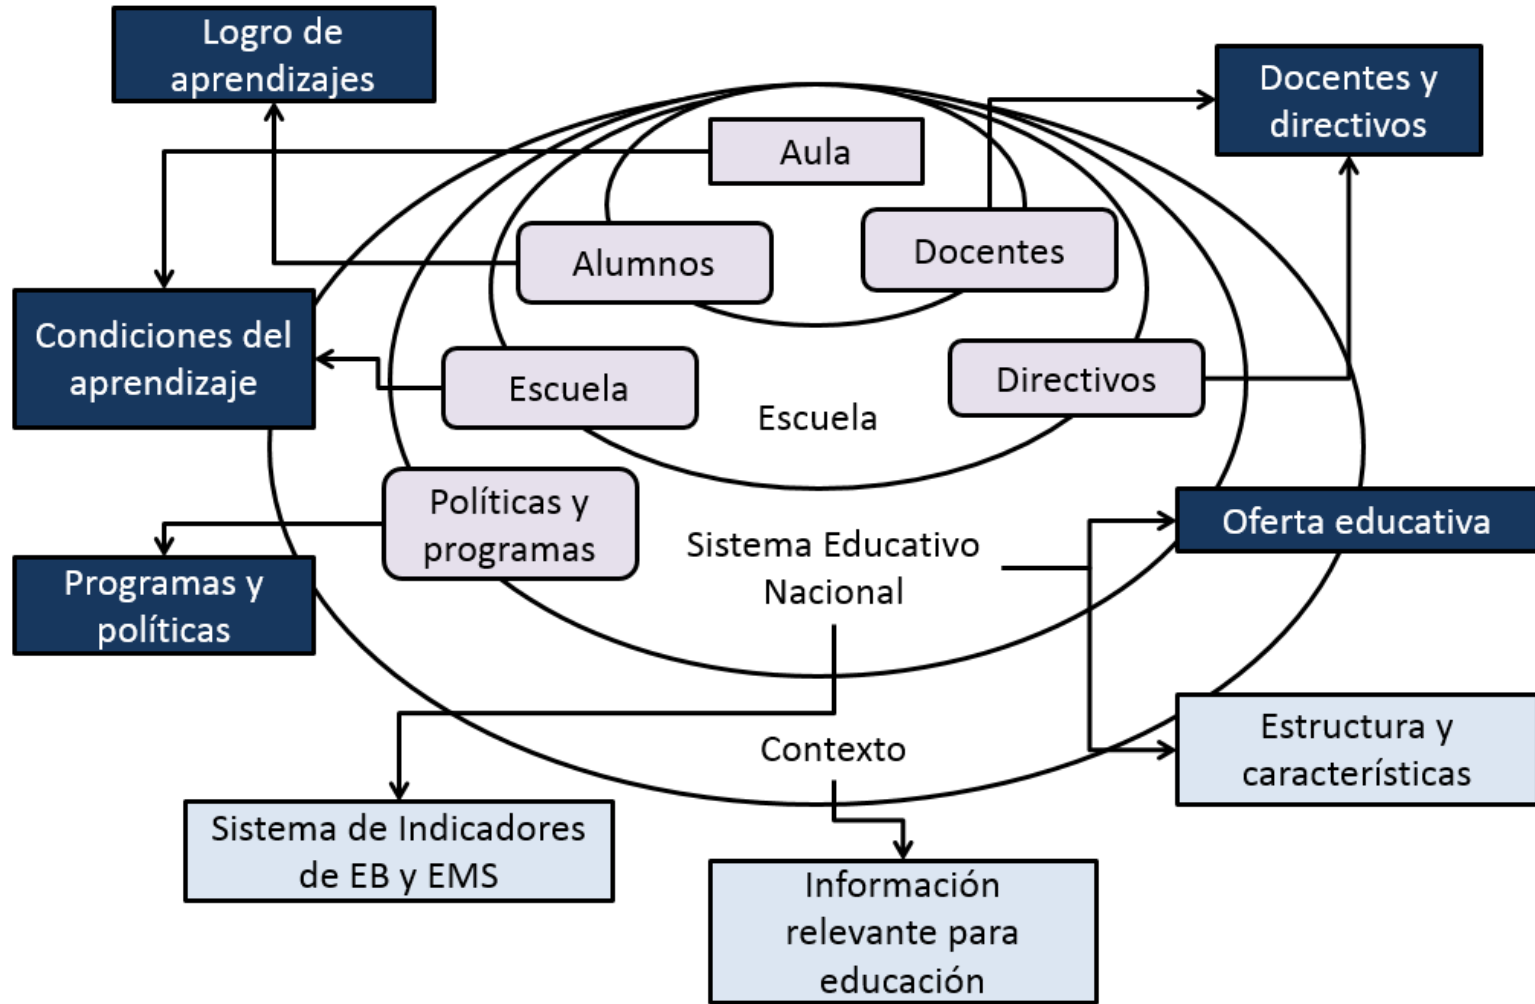 Logro de
aprendizajes
Docentes y
directivos
Aula
Alumnos
Docentes
Condiciones del
aprendizaje
Escuela
Directivos
Escuela
Políticas y
programas
Oferta educativa
Sistema Educativo
Nacional
Programas y
políticas
Estructura y
características
Contexto
Sistema de Indicadores
de EB y EMS
Información
relevante para
educación